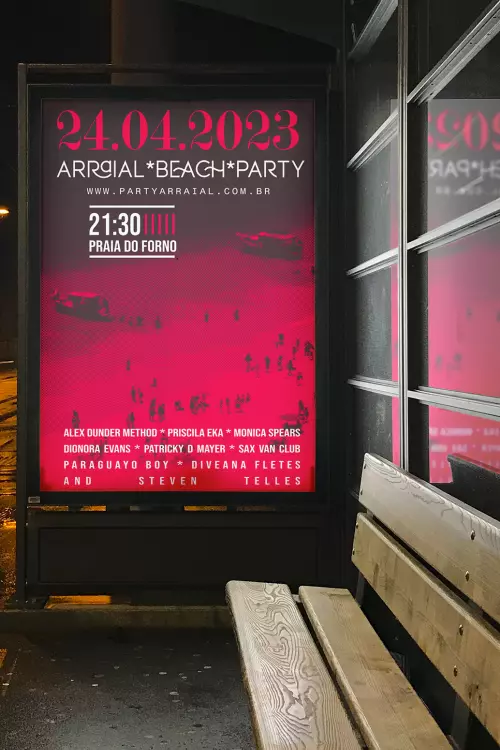 24.04.2023
ARRAIAL*BEACH*PARTY
WWW.PARTYARRAIAL.COM.BR
21:30
PRAIA DO FORNO
ALEX DUNDER METHOD * PRISCILA EKA * MONICA SPEARS
DIONORA EVANS * PATRICKY D MAYER * SAX VAN CLUB
PARAGUAYO BOY * DIVEANA FLETES
AND STEVEN TELLES